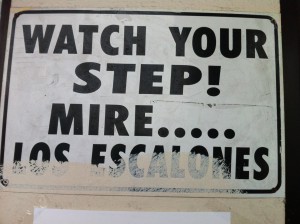 WATCH YOUR
STEP!
MIRE.....
LOS ESCALONES